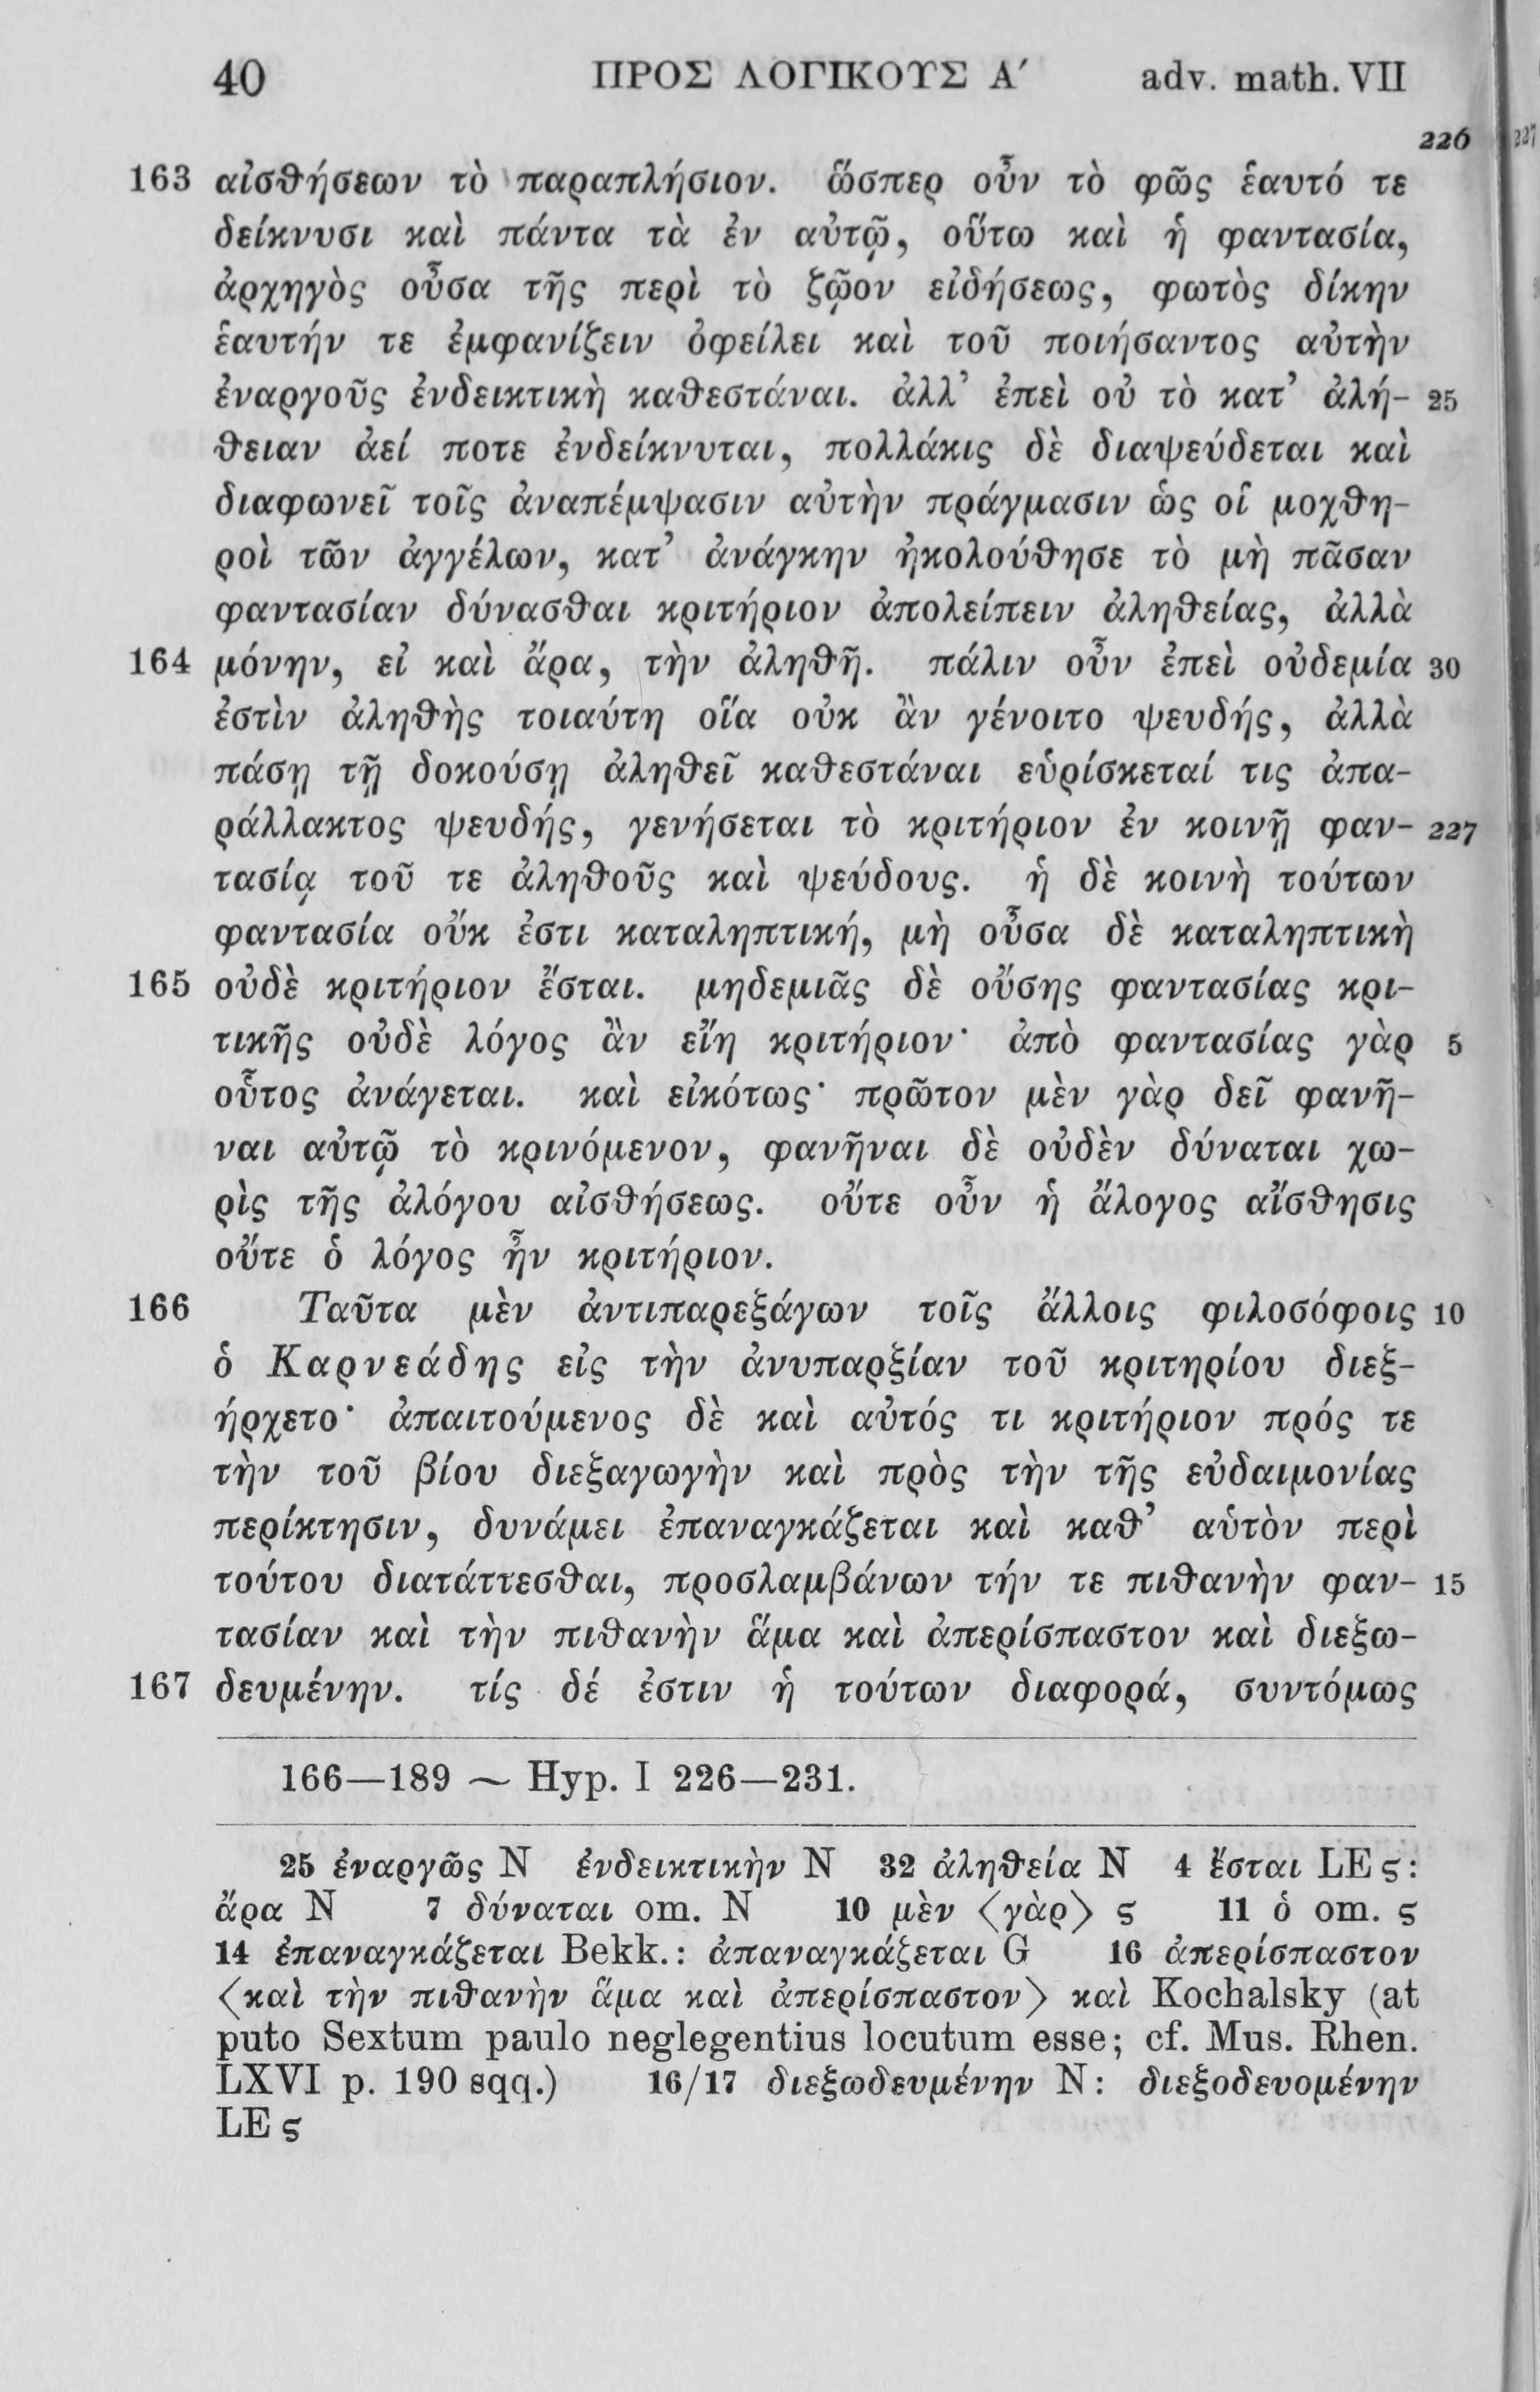 40 ΠΡΟΣ ΛΟΓΙΚΟΥΣ Α′ adv. math. VII
226
163 αἰσθήσεων τὸ παραπλήσιον. ὥσπερ οὖν τὸ φῶς ἑαυτό τε
δείκνυσι καὶ πάντα τὰ ἐν αὐτῷ, οὕτω καὶ ἡ φαντασία,
ἀρχηγὸς οὖσα τῆς περὶ τὸ ζῷον εἰδήσεως, φωτὸς δίκην
ἑαυτήν τε ἐμφανίζειν ὀφείλει καὶ τοῦ ποιήσαντος αὐτὴν
ἐναργοῦς ἐνδεικτικὴ καθεστάναι. ἀλλ’ ἐπεὶ οὐ τὸ κατ’ ἀλή- 25
θειαν ἀεί ποτε ἐνδείκνυται, πολλάκις δὲ διαψεύδεται καὶ
διαφωνεῖ τοῖς ἀναπέμψασιν αὐτὴν πράγμασιν ὡς οἱ μοχθη-
ροὶ τῶν ἀγγέλων, κατ’ ἀνάγκην ἠκολούθησε τὸ μὴ πᾶσαν
φαντασίαν δύνασθαι κριτήριον ἀπολείπειν ἀληθείας, ἀλλὰ
164 μόνην, εἰ καὶ ἄρα, τὴν ἀληθῆ. πάλιν οὖν ἐπεὶ οὐδεμία 30
ἐστὶν ἀληθὴς τοιαύτη οἵα οὐκ ἂν γένοιτο ψευδής, ἀλλὰ
πάσῃ τῇ δοκούσῃ ἀληθεῖ καθεστάναι εὑρίσκεταί τις ἀπα-
ράλλακτος ψευδής, γενήσεται τὸ κριτήριον ἐν κοινῇ φαν- 227
τασίᾳ τοῦ τε ἀληθοῦς καὶ ψεύδους. ἡ δὲ κοινὴ τούτων
φαντασία οὔκ ἐστι καταληπτική, μὴ οὖσα δὲ καταληπτικὴ
165 οὐδὲ κριτήριον ἔσται. μηδεμιᾶς δὲ οὔσης φαντασίας κρι-
τικῆς οὐδὲ λόγος ἂν εἴη κριτήριον· ἀπὸ φαντασίας γὰρ 5
οὗτος ἀνάγεται. καὶ εἰκότως· πρῶτον μὲν γὰρ δεῖ φανῆ-
ναι αὐτῷ τὸ κρινόμενον, φανῆναι δὲ οὐδὲν δύναται χω-
ρὶς τῆς ἀλόγου αἰσθήσεως. οὔτε οὖν ἡ ἄλογος αἴσθησις
οὔτε ὁ λόγος ἦν κριτήριον.
166 Ταῦτα μὲν ἀντιπαρεξάγων τοῖς ἄλλοις φιλοσόφοις 10
ὁ Καρνεάδης εἰς τὴν ἀνυπαρξίαν τοῦ κριτηρίου διεξ-
ήρχετο· ἀπαιτούμενος δὲ καὶ αὐτός τι κριτήριον πρός τε
τὴν τοῦ βίου διεξαγωγὴν καὶ πρὸς τὴν τῆς εὐδαιμονίας
περίκτησιν, δυνάμει ἐπαναγκάζεται καὶ καθ’ αὑτὸν περὶ
τούτου διατάττεσθαι, προσλαμβάνων τήν τε πιθανὴν φαν- 15
τασίαν καὶ τὴν πιθανὴν ἅμα καὶ ἀπερίσπαστον καὶ διεξω-
167 δευμένην. τίς δέ ἐστιν ἡ τούτων διαφορά, συντόμως
166—189 ~ Hyp. I 226—231.
25 ἐναργῶς N ἐνδεικτικὴν N 32 ἀληθεία N 4 ἔσται LE ς:
ἄρα N 7 δύναται om. N 10 μὲν ⟨γὰρ⟩ ς 11 ὁ om. ς
14 ἐπαναγκάζεται Bekk.: ἀπαναγκάζεται G 16 ἀπερίσπαστον
⟨καὶ τὴν πιθανὴν ἅμα καὶ ἀπερίσπαστον⟩ καὶ Kochalsky (at
puto Sextum paulo neglegentius locutum esse; cf. Mus. Rhen.
LXVI p. 190 sqq.) 16/17 διεξωδευμένην N: διεξοδευομένην
LE ς